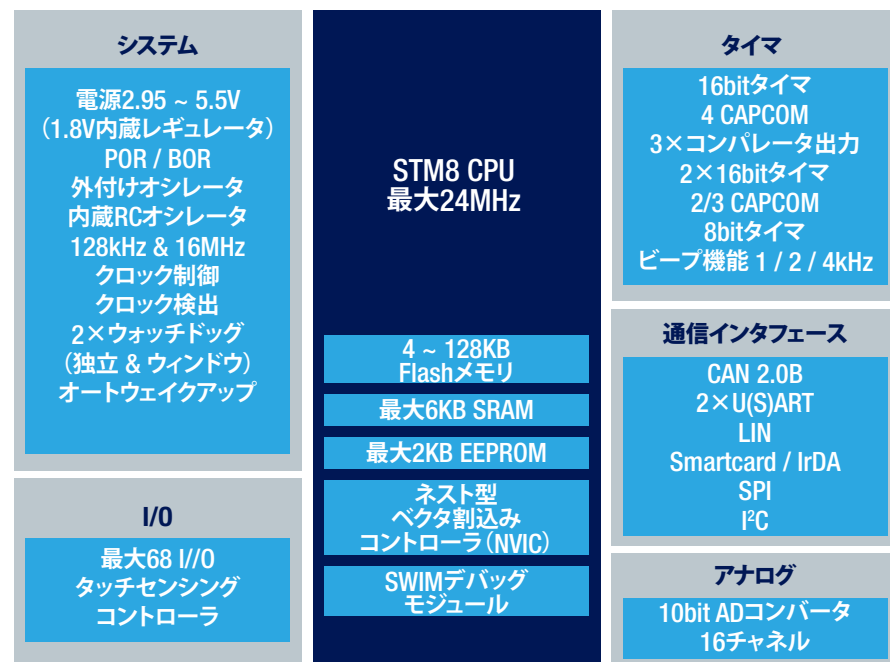 システム
電源2.95 ~ 5.5V
（1.8V内蔵レギュレータ）
POR / BOR
外付けオシレータ
内蔵RCオシレータ
128kHz & 16MHz
クロック制御
クロック検出
2×ウォッチドッグ
（独立 & ウィンドウ）
オートウェイクアップ
I/O
最大68 I//O
タッチセンシング
コントローラ
STM8 CPU
最大24MHz
4 ~ 128KB
Flashメモリ
最大6KB SRAM
最大2KB EEPROM
ネスト型
ベクタ割込み
コントローラ（NVIC）
SWIMデバッグ
モジュール
タイマ
16bitタイマ
4 CAPCOM
3×コンパレータ出力
2×16bitタイマ
2/3 CAPCOM
8bitタイマ
ビープ機能 1 / 2 / 4kHz
通信インタフェース
CAN 2.0B
2×U(S)ART
LIN
Smartcard / IrDA
SPI
I²C
アナログ
10bit ADコンバータ
16チャネル